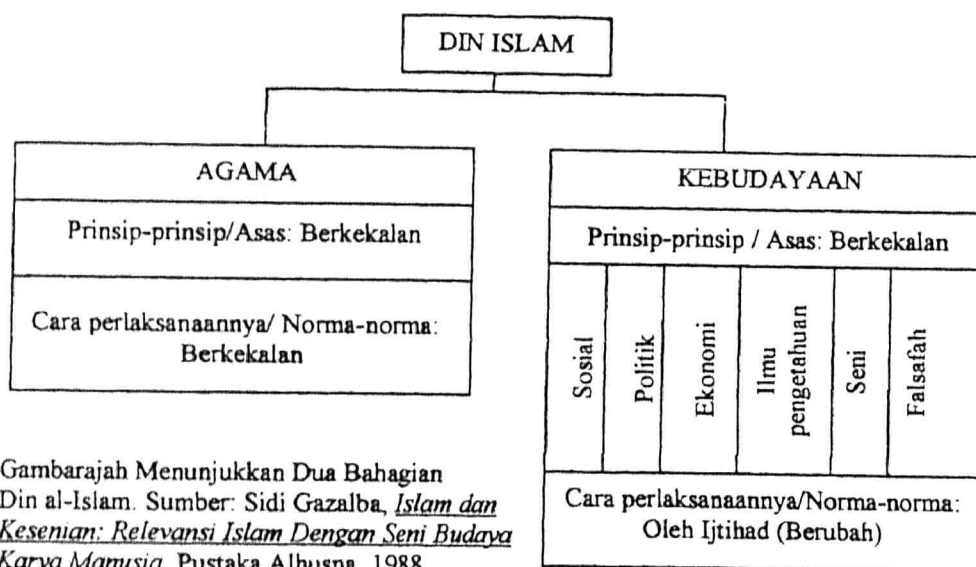 DIN ISLAM
AGAMA
Prinsip-prinsip/Asas: Berkekalan
Cara perlaksanaannya/ Norma-norma:
Berkekalan
KEBUDAYAAN
Prinsip-prinsip / Asas: Berkekalan
Sosial
Politik
Ekonomi
Ilmu
pengetahuan
Seni
Falsafah
Cara perlaksanaannya/Norma-norma:
Oleh Ijtihad (Berubah)
Gambarajah Menunjukkan Dua Bahagian
Din al-Islam. Sumber: Sidi Gazalba, Islam dan
Kesenian: Relevansi Islam Dengan Seni Budaya
Karya Manusia, Pustaka Alhusna, 1988